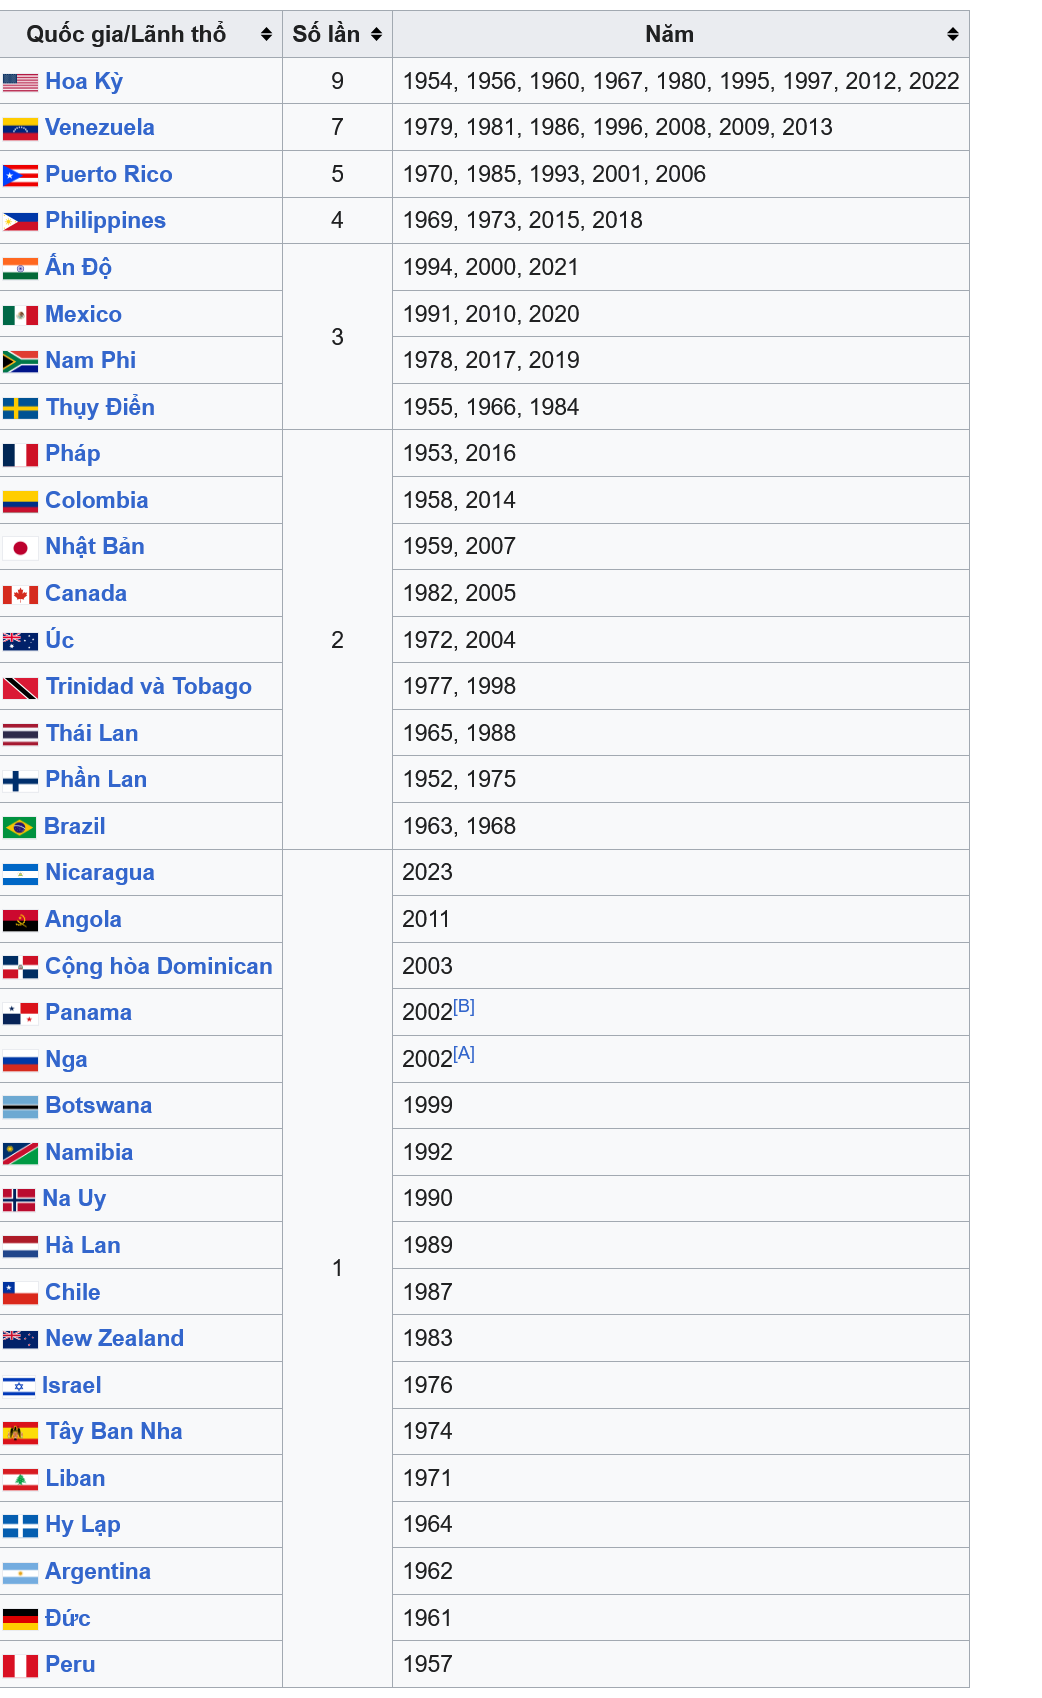 Quốc gia/Lãnh thổ Số lần Năm
Hoa Kỳ 9 1954, 1956, 1960, 1967, 1980, 1995, 1997, 2012, 2022
Venezuela 7 1979, 1981, 1986, 1996, 2008, 2009, 2013
Puerto Rico 5 1970, 1985, 1993, 2001, 2006
Philippines 4 1969, 1973, 2015, 2018
Ấn Độ 3 1994, 2000, 2021
Mexico 1991, 2010, 2020
Nam Phi 1978, 2017, 2019
Thụy Điển 1955, 1966, 1984
Pháp 2 1953, 2016
Colombia 1958, 2014
Nhật Bản 1959, 2007
Canada 1982, 2005
Úc 1972, 2004
Trinidad và Tobago 1977, 1998
Thái Lan 1965, 1988
Phần Lan 1952, 1975
Brazil 1963, 1968
Nicaragua 1 2023
Angola 2011
Cộng hòa Dominican 2003
Panama 2002[B]
Nga 2002[A]
Botswana 1999
Namibia 1992
Na Uy 1990
Hà Lan 1989
Chile 1987
New Zealand 1983
Israel 1976
Tây Ban Nha 1974
Liban 1971
Hy Lạp 1964
Argentina 1962
Đức 1961
Peru 1957